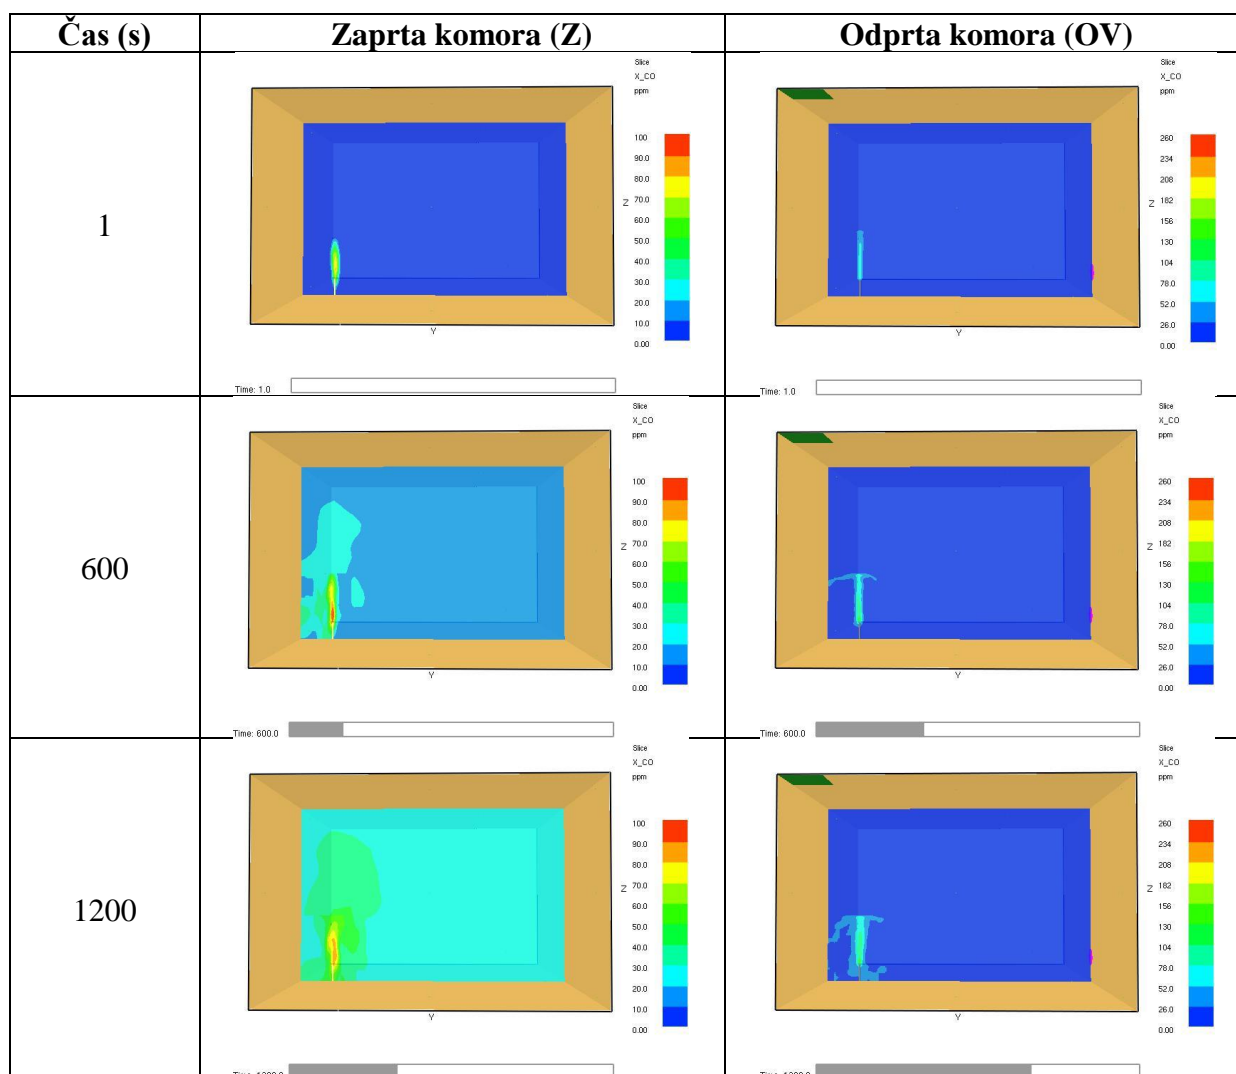 Čas (s) Zaprta komora (Z) Odprta komora (OV)
1
Slice
X_CO
ppm
100
90.0
80.0
70.0
Z
60.0
50.0
40.0
30.0
20.0
10.0
0.00
Y
Time: 1.0
Slice
X_CO
ppm
260
234
208
Z 182
156
130
104
78.0
52.0
26.0
0.00
Y
Time: 1.0
600
Slice
X_CO
ppm
100
90.0
80.0
Z 70.0
60.0
50.0
40.0
30.0
20.0
10.0
0.00
Y
Time: 600.0
Slice
X_CO
ppm
260
234
208
Z 182
156
130
104
78.0
52.0
26.0
0.00
Y
Time: 600.0
1200
Slice
X_CO
ppm
100
90.0
80.0
Z 70.0
60.0
50.0
40.0
30.0
20.0
10.0
0.00
Y
Time: 1200.0
Slice
X_CO
ppm
260
234
208
Z 182
156
130
104
78.0
52.0
26.0
0.00
Y
Time: 1200.0